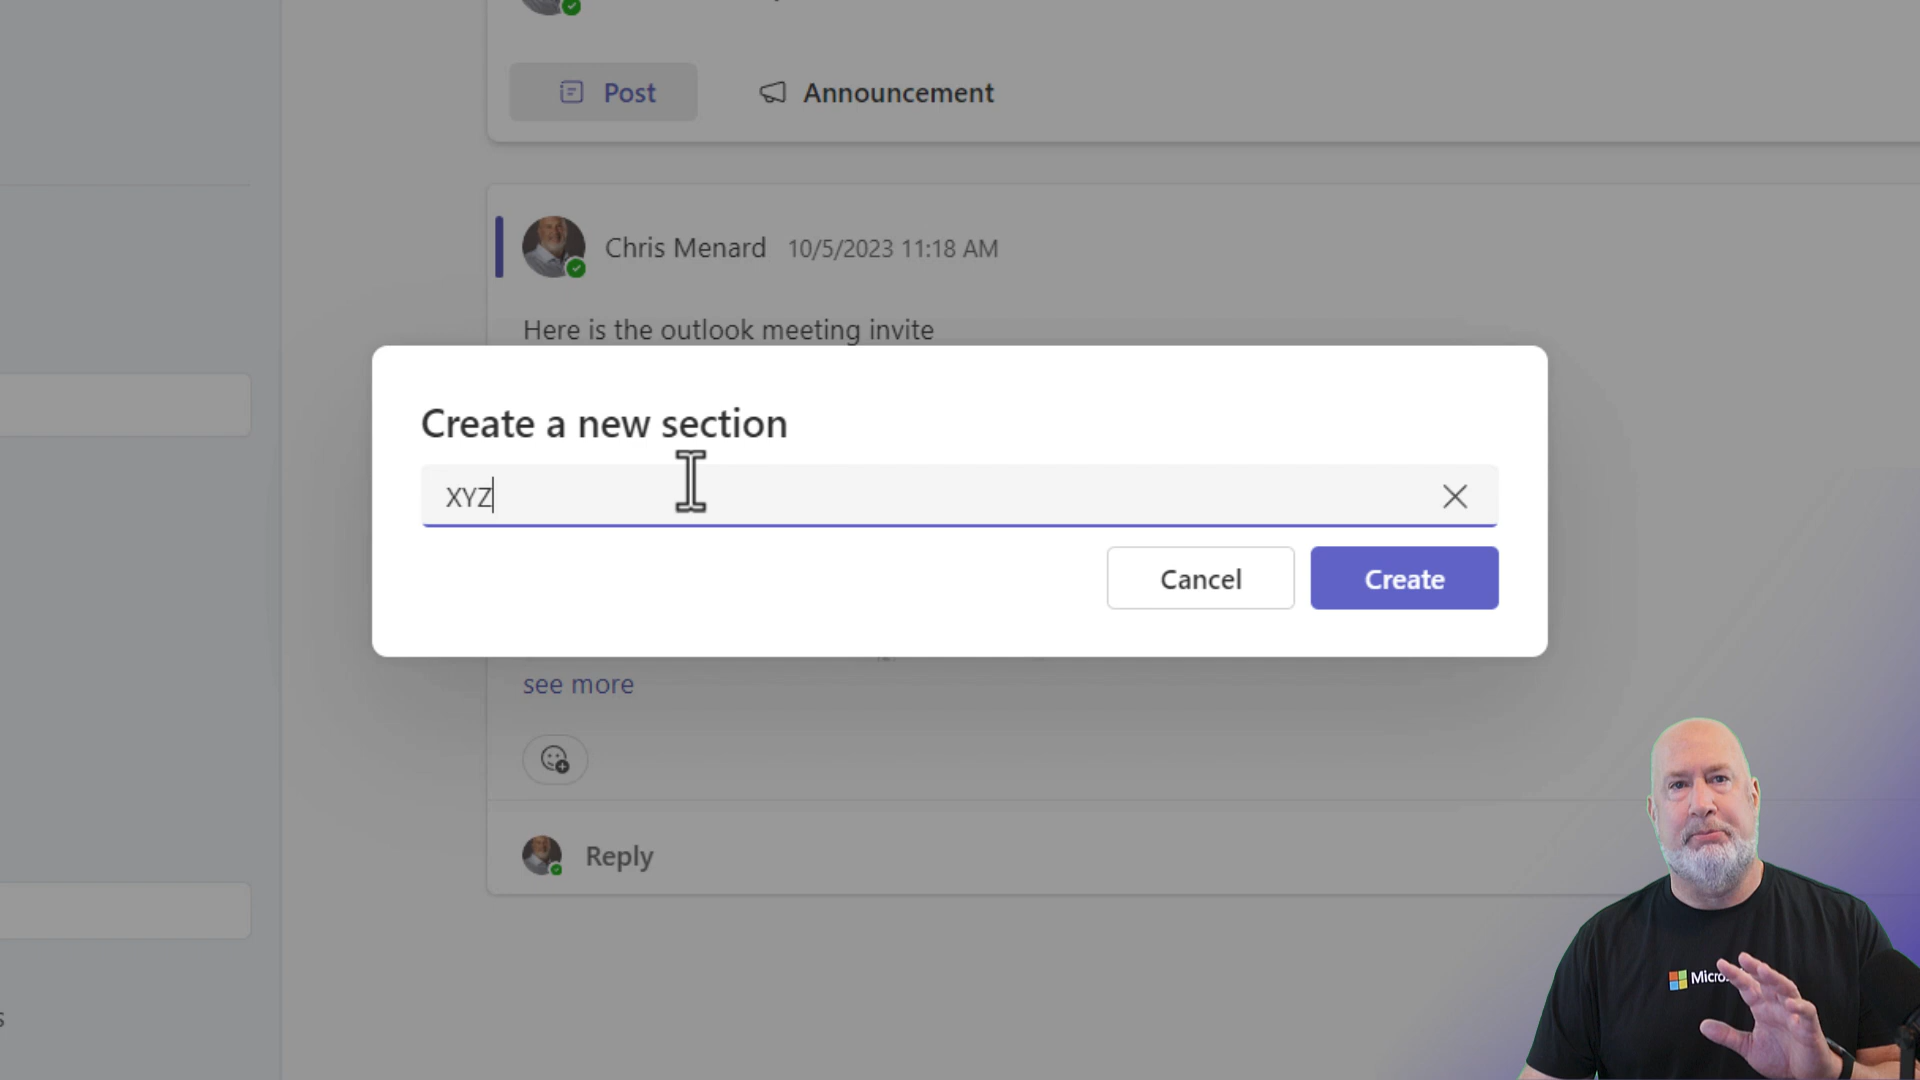 Post
Announcement
Chris Menard 10/5/2023 11:18 AM
Here is the outlook meeting invite
Create a new section
XYZ
Cancel
Create
see more
Reply
s